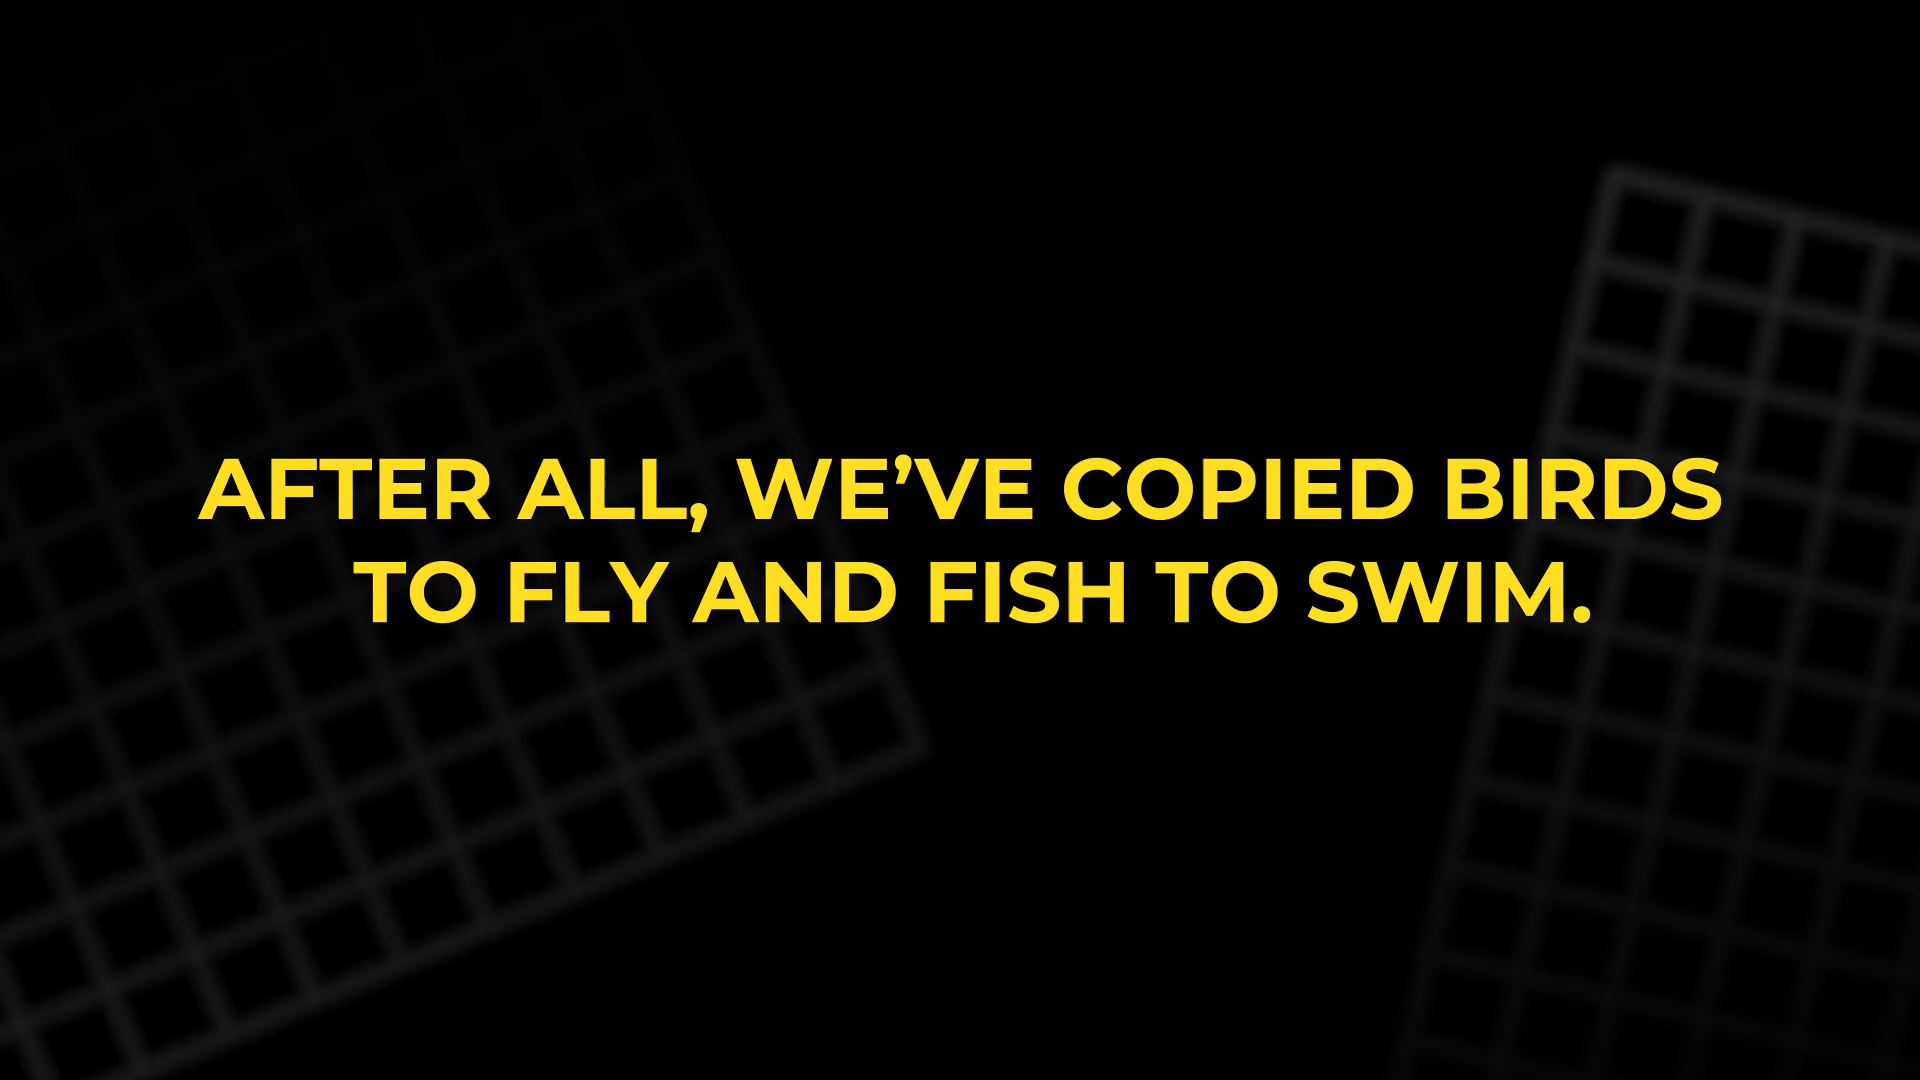 AFTER ALL, WE’VE COPIED BIRDS
TO FLY AND FISH TO SWIM.